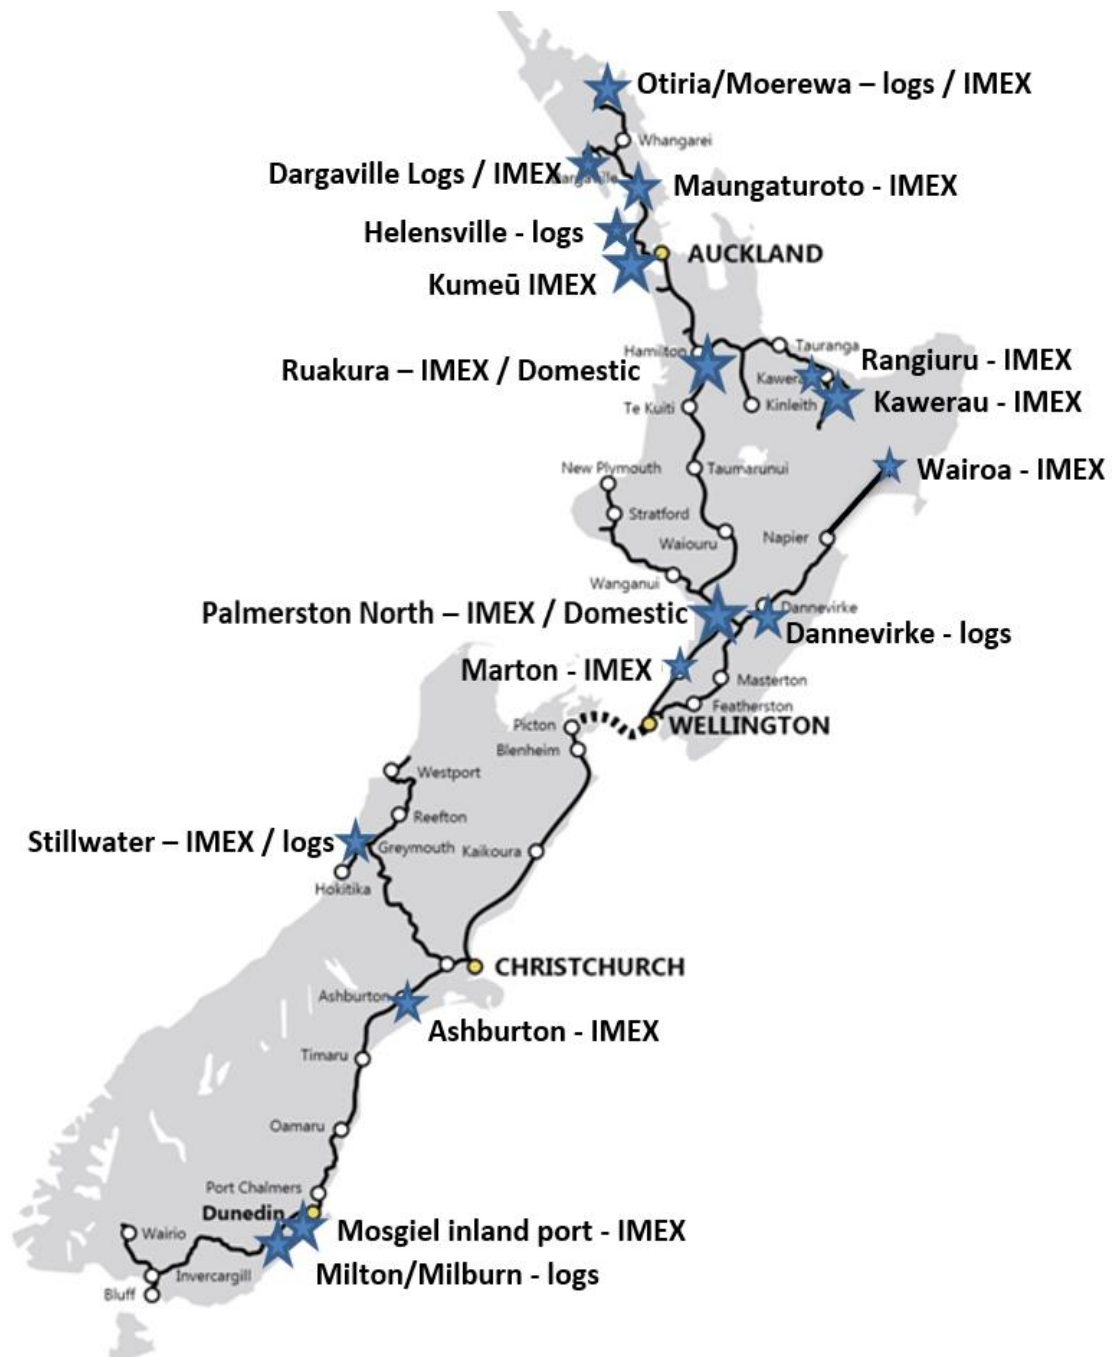 Otiria/Moerewa – logs / IMEX
Whangarei
Dargaville Logs / IMEX
Dargaville
Maungaturoto - IMEX
Helensville - logs
AUCKLAND
Kumeū IMEX
Hamilton
Tauranga
Ruakura – IMEX / Domestic
Rangiuru - IMEX
Kawera
Te Kuiti
Kinleith
Kawerau - IMEX
New Plymouth
Taumarunui
Wairoa - IMEX
Stratford
Waiouru
Napier
Wanganui
Palmerston North – IMEX / Domestic
Dannevirke
Dannevirke - logs
Marton - IMEX
Masterton
Featherston
Picton
WELLINGTON
Blenheim
Westport
Reefton
Stillwater – IMEX / logs
Greymouth
Kaikoura
Hokitika
CHRISTCHURCH
Ashburton
Ashburton - IMEX
Timaru
Oamaru
Port Chalmers
Dunedin
Mosgiel inland port - IMEX
Wairio
Invercargill
Milton/Milburn - logs
Bluff